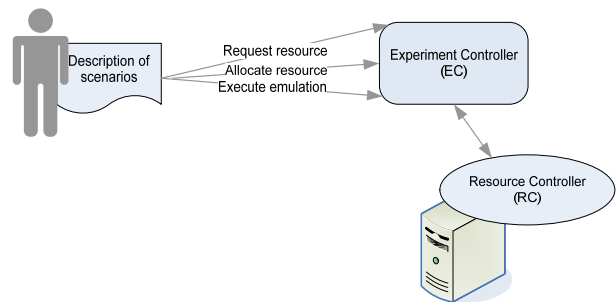 Description of
scenarios
Request resource
Allocate resource
Execute emulation
Experiment Controller
(EC)
Resource Controller
(RC)